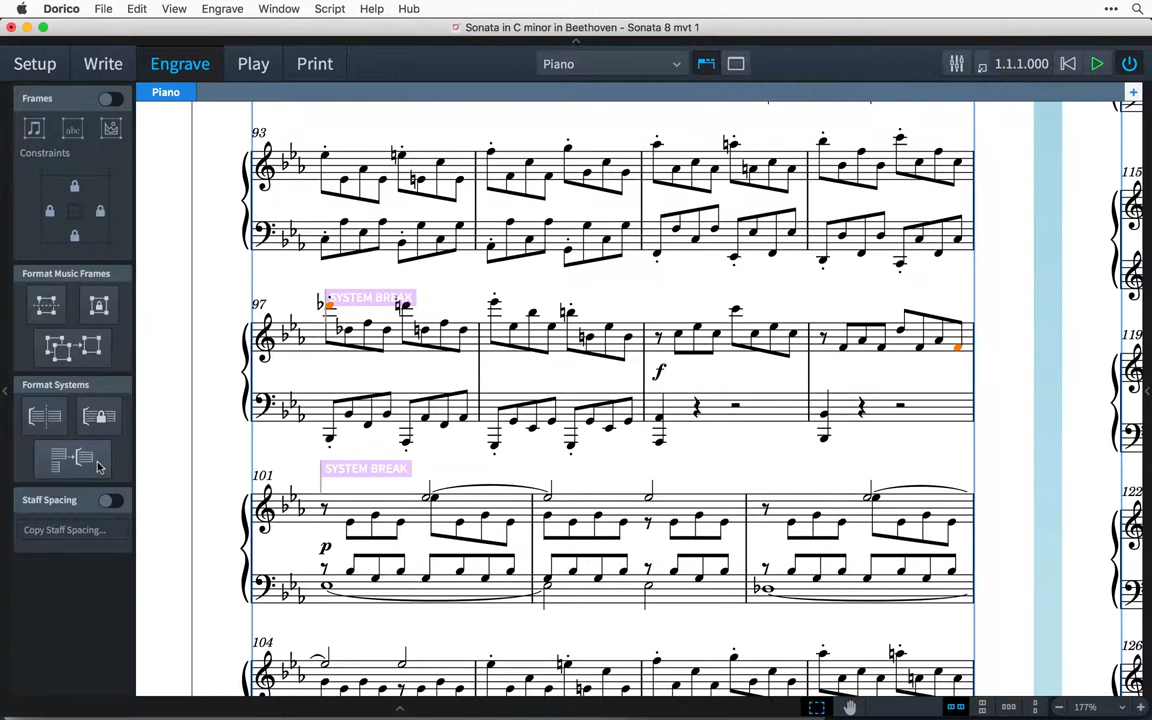 Dorico File Edit View Engrave Window Script Help Hub
Sonata in C minor in Beethoven - Sonata 8 mvt 1
Setup Write Engrave Play Print Piano 1.1.1.000
Piano
Frames
abc
Constraints
Format Music Frames
Format Systems
Staff Spacing
Copy Staff Spacing...
93
97
SYSTEM BREAK
f
SYSTEM BREAK
101
p
104
115
119
122
126
177%